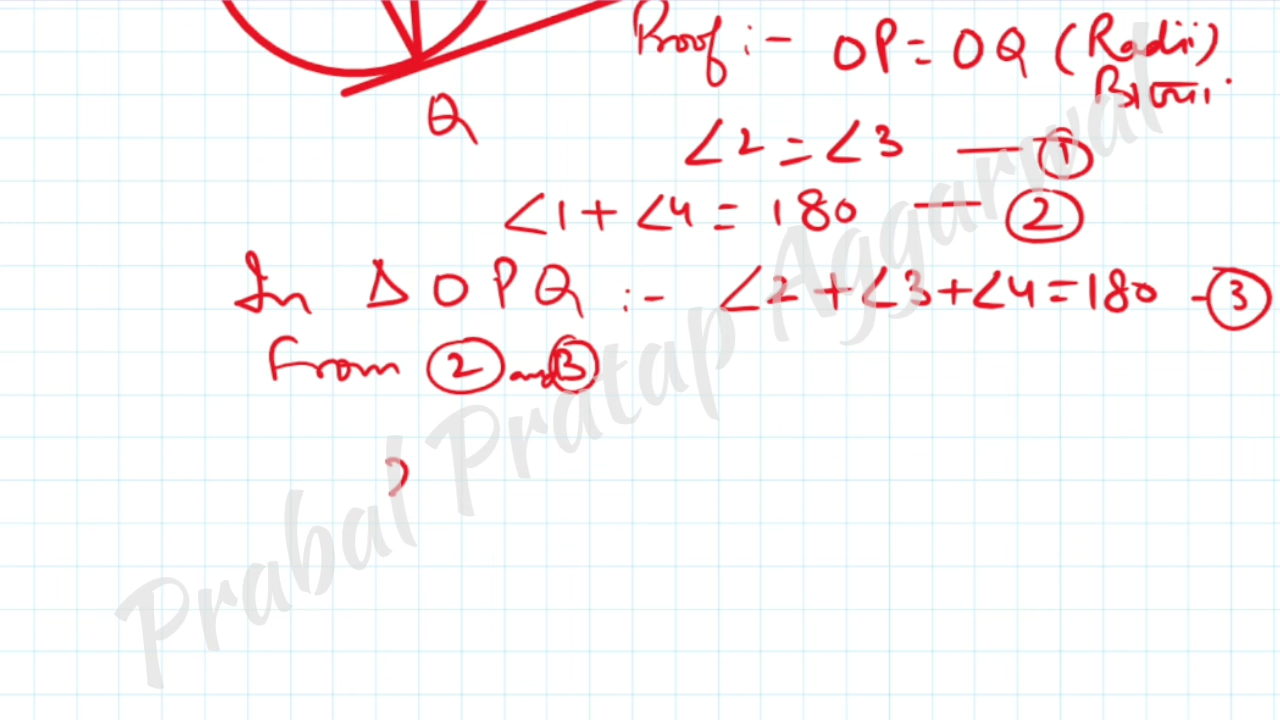 Proof :- OP = OQ (Radii)
∠2 = ∠3 — ①
∠1 + ∠4 = 180 — ②
In Δ OPQ :- ∠2 + ∠3 + ∠4 = 180 - ③
From ② and ③
Q
Prabal Pratap Aggarwal